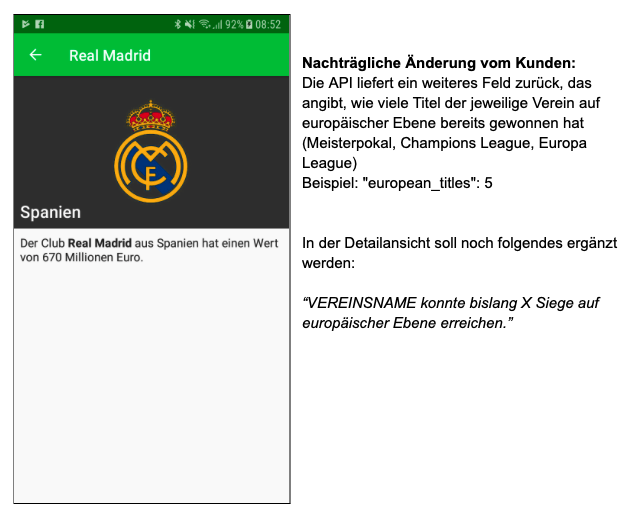 92% 08:52
Real Madrid
Spanien
Der Club Real Madrid aus Spanien hat einen Wert
von 670 Millionen Euro.
Nachträgliche Änderung vom Kunden:
Die API liefert ein weiteres Feld zurück, das
angibt, wie viele Titel der jeweilige Verein auf
europäischer Ebene bereits gewonnen hat
(Meisterpokal, Champions League, Europa
League)
Beispiel: "european_titles": 5
In der Detailansicht soll noch folgendes ergänzt
werden:
“VEREINSNAME konnte bislang X Siege auf
europäischer Ebene erreichen.”